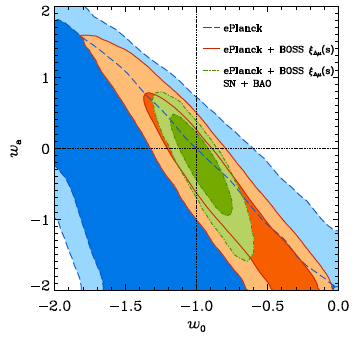 ePlanck
ePlanck + BOSS ξΔμ(s)
ePlanck + BOSS ξΔμ(s)
SN + BAO
2
1
0
−1
−2
wa
−2.0 −1.5 −1.0 −0.5 0.0
w0